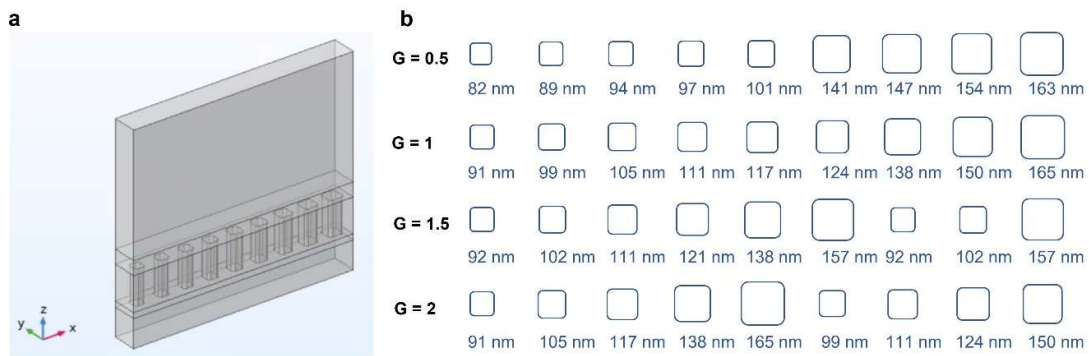 a
b
G = 0.5
82 nm 89 nm 94 nm 97 nm 101 nm 141 nm 147 nm 154 nm 163 nm
G = 1
91 nm 99 nm 105 nm 111 nm 117 nm 124 nm 138 nm 150 nm 165 nm
G = 1.5
92 nm 102 nm 111 nm 121 nm 138 nm 157 nm 92 nm 102 nm 157 nm
G = 2
91 nm 105 nm 117 nm 138 nm 165 nm 99 nm 111 nm 124 nm 150 nm
z
y
x